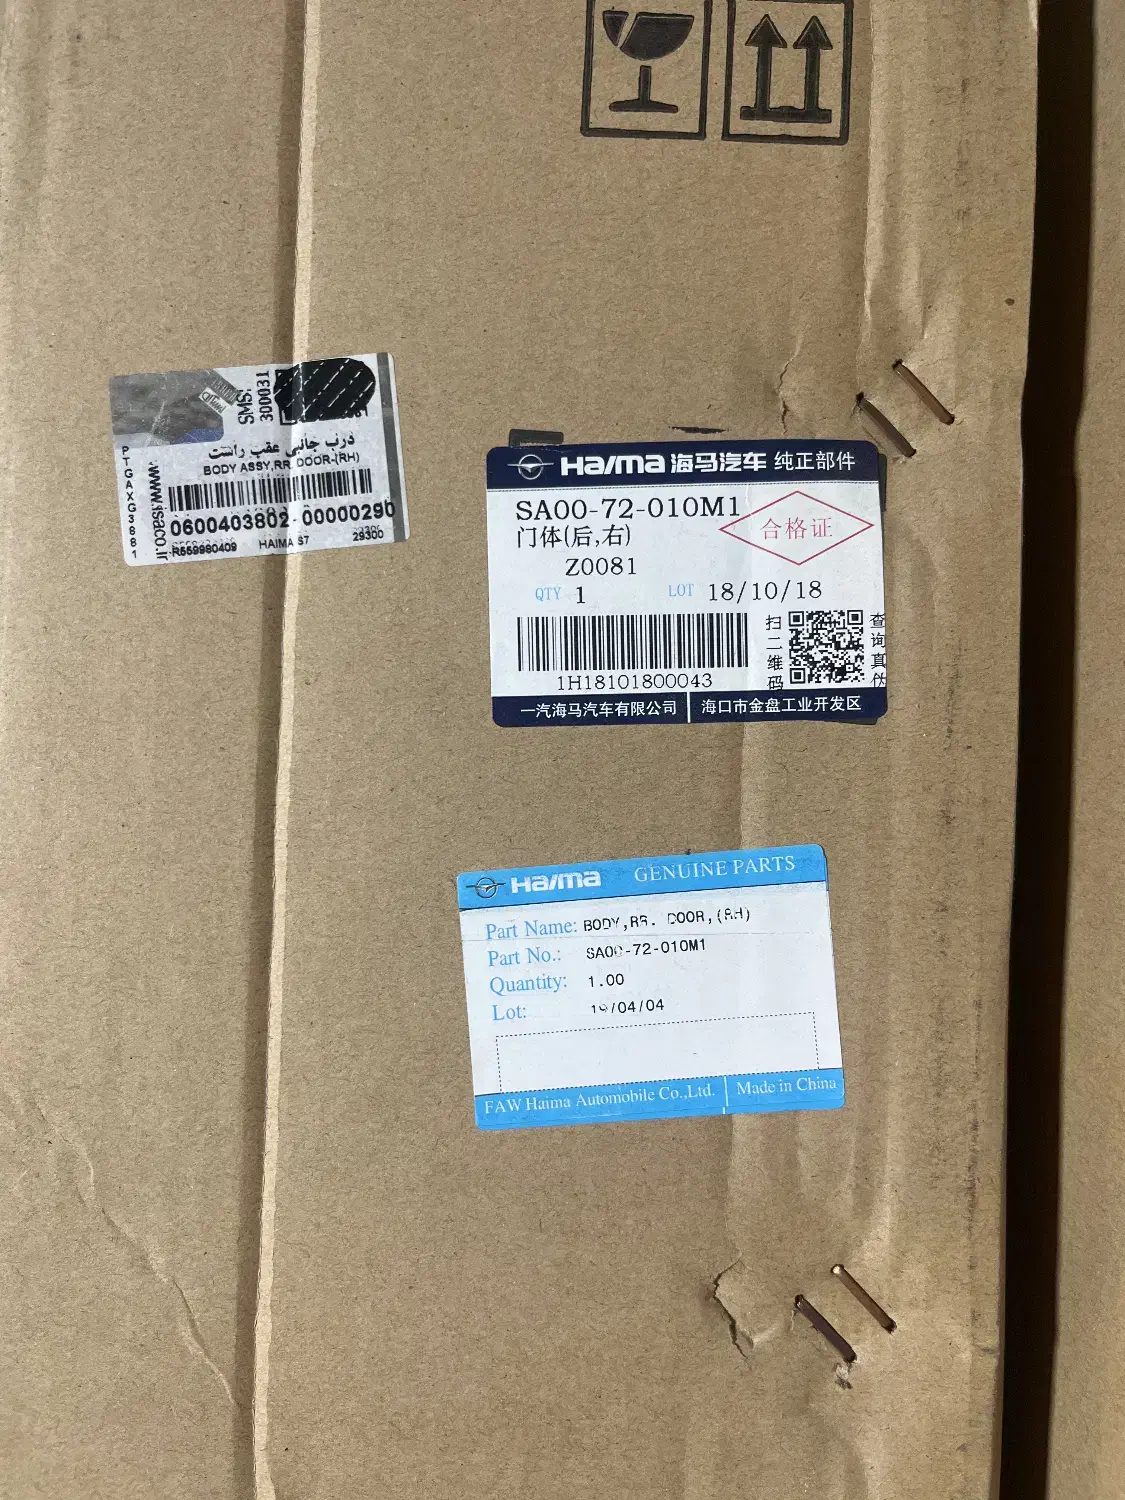 SMS:
300031
درب جانبی عقب راست
BODY ASSY,RR. DOOR-(RH)
PTGAXG3881
www.isaco.ir
0600403802-00000290
R559980409 HAIMA S7 29300
Haima 海马汽车 纯正部件
SA00-72-010M1
门体(后,右)
合格证
Z0081
QTY 1 LOT 18/10/18
扫二维码
查询真伪
1H18101800043
一汽海马汽车有限公司 海口市金盘工业开发区
Haima GENUINE PARTS
Part Name: BODY,RR. DOOR,(RH)
Part No.: SA00-72-010M1
Quantity: 1.00
Lot: 19/04/04
FAW Haima Automobile Co.,Ltd. Made in China